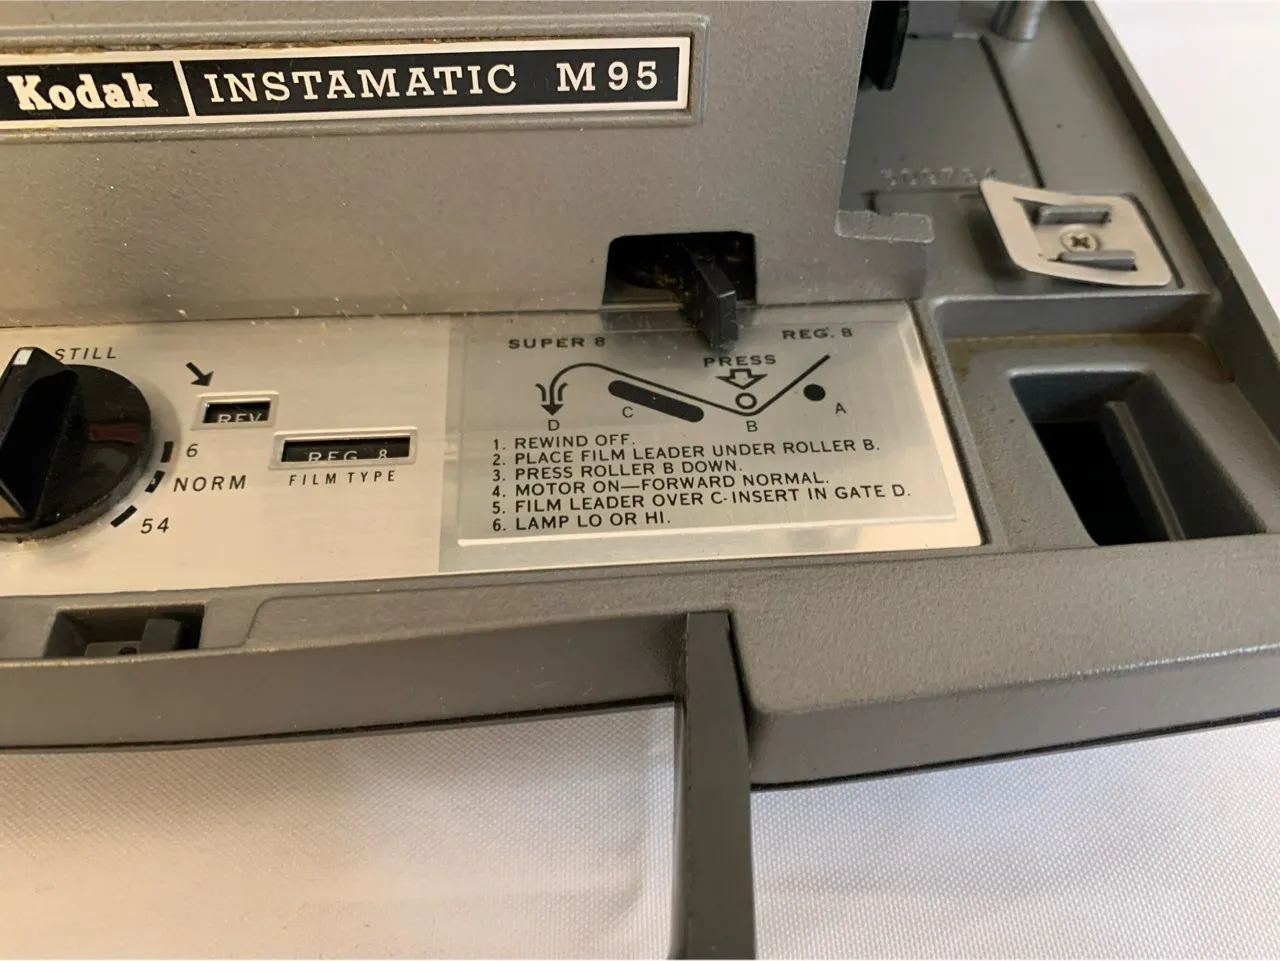 Kodak INSTAMATIC M95
STILL
REV
6
NORM
54
REG. 8
FILM TYPE
SUPER 8
REG. 8
PRESS
C
A
D
B
1. REWIND OFF.
2. PLACE FILM LEADER UNDER ROLLER B.
3. PRESS ROLLER B DOWN.
4. MOTOR ON—FORWARD NORMAL.
5. FILM LEADER OVER C-INSERT IN GATE D.
6. LAMP LO OR HI.